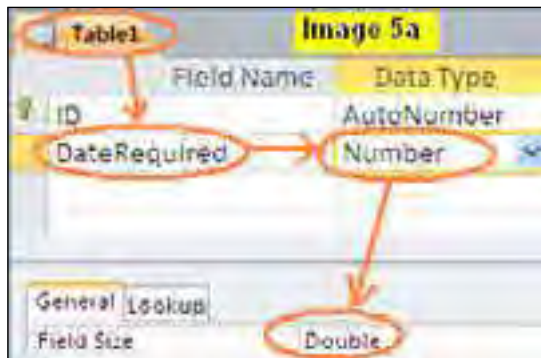 Table1
Image 5a
Field Name Data Type
ID AutoNumber
DateRequired Number
General Lookup
Field Size Double